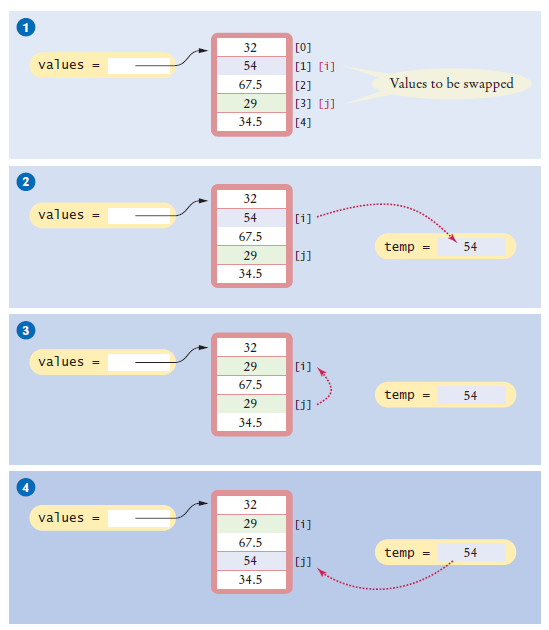 1
32 [0]
values = 54 [1] [i]
67.5 [2] Values to be swapped
29 [3] [j]
34.5 [4]
2
32
values = 54 [i]
67.5
temp = 54
29 [j]
34.5
3
32
values = 29 [i]
67.5
29 [j] temp = 54
34.5
4
32
values = 29 [i]
67.5
temp = 54
54 [j]
34.5